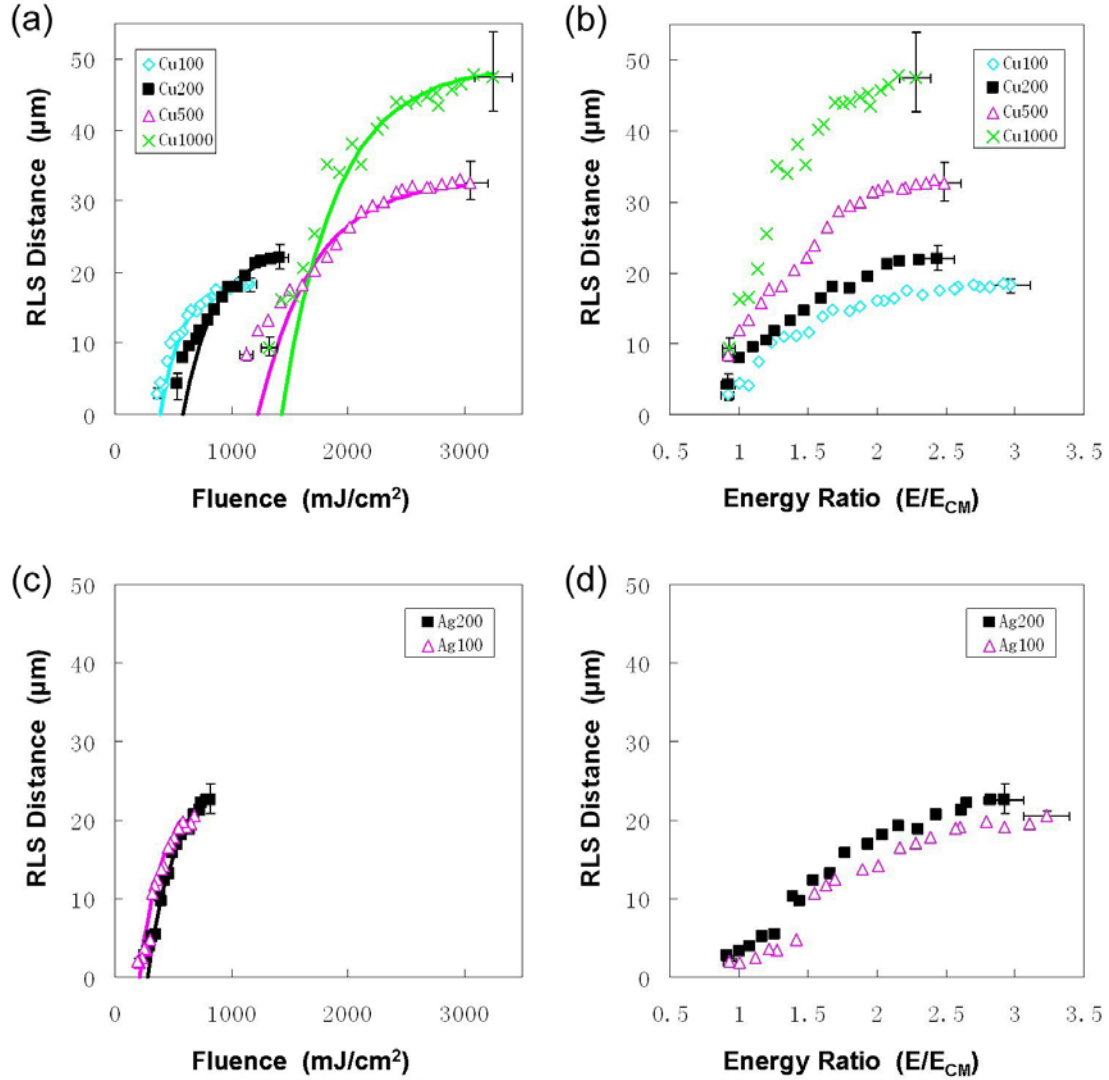 (a)
RLS Distance (μm)
50
40
30
20
10
0
Cu100
Cu200
Cu500
Cu1000
0 1000 2000 3000
Fluence (mJ/cm²)
(b)
RLS Distance (μm)
50
40
30
20
10
0
Cu100
Cu200
Cu500
Cu1000
0.5 1 1.5 2 2.5 3 3.5
Energy Ratio (E/E_CM)
(c)
RLS Distance (μm)
50
40
30
20
10
0
Ag200
Ag100
0 1000 2000 3000
Fluence (mJ/cm²)
(d)
RLS Distance (μm)
50
40
30
20
10
0
Ag200
Ag100
0.5 1 1.5 2 2.5 3 3.5
Energy Ratio (E/E_CM)